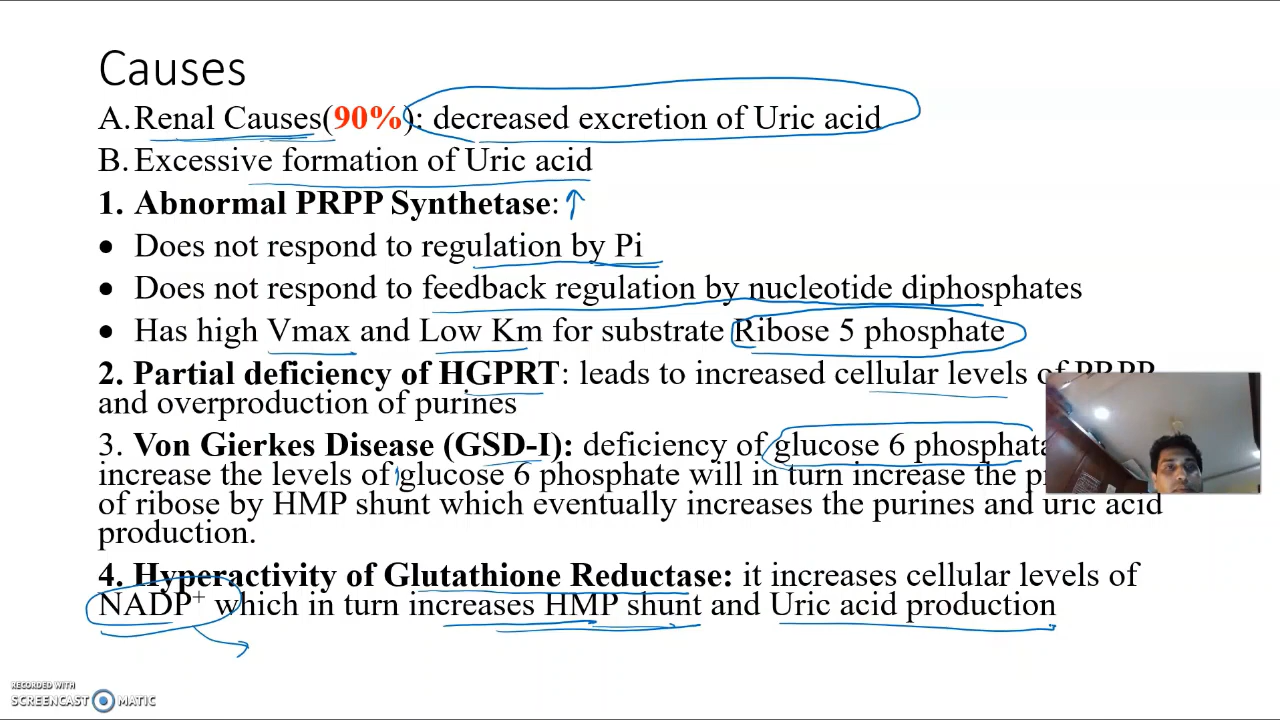 Causes
A. Renal Causes(90%): decreased excretion of Uric acid
B. Excessive formation of Uric acid
1. Abnormal PRPP Synthetase: ↑
• Does not respond to regulation by Pi
• Does not respond to feedback regulation by nucleotide diphosphates
• Has high Vmax and Low Km for substrate Ribose 5 phosphate
2. Partial deficiency of HGPRT: leads to increased cellular levels of PRPP
and overproduction of purines
3. Von Gierkes Disease (GSD-I): deficiency of glucose 6
increase the levels of glucose 6 phosphate will in turn increase the
of ribose by HMP shunt which eventually increases the purines and uric acid
production.
4. Hyperactivity of Glutathione Reductase: it increases cellular levels of
NADP+ which in turn increases HMP shunt and Uric acid production
RECORDED WITH
SCREENCAST MATIC